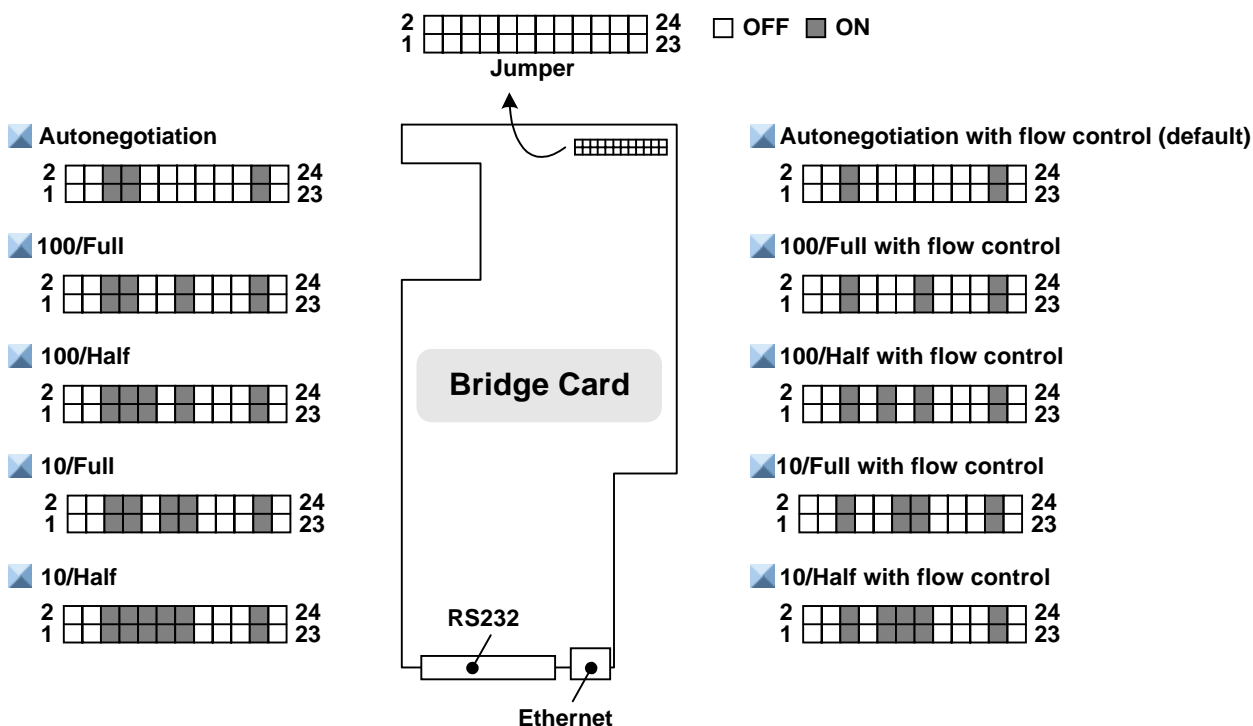 2 24
1 23
Jumper
OFF ON
Autonegotiation
2 24
1 23
100/Full
2 24
1 23
100/Half
2 24
1 23
10/Full
2 24
1 23
10/Half
2 24
1 23
Bridge Card
RS232
Ethernet
Autonegotiation with flow control (default)
2 24
1 23
100/Full with flow control
2 24
1 23
100/Half with flow control
2 24
1 23
10/Full with flow control
2 24
1 23
10/Half with flow control
2 24
1 23